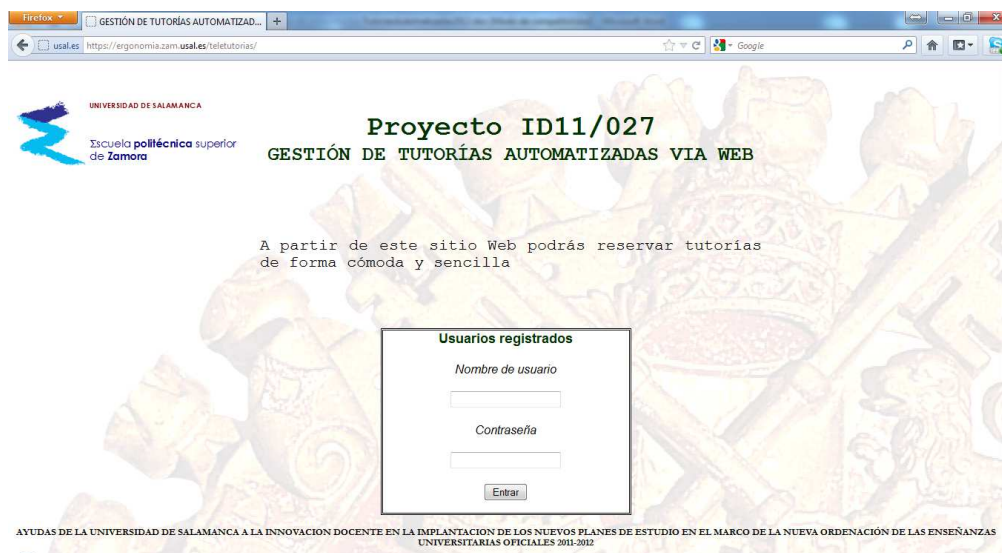 Firefox
GESTIÓN DE TUTORÍAS AUTOMATIZAD...
usal.es https://ergonomia.zam.usal.es/teletutorias/
Google
UNIVERSIDAD DE SALAMANCA
Escuela politécnica superior
de Zamora
Proyecto ID11/027
GESTIÓN DE TUTORÍAS AUTOMATIZADAS VIA WEB
A partir de este sitio Web podrás reservar tutorías
de forma cómoda y sencilla
Usuarios registrados
Nombre de usuario
Contraseña
Entrar
AYUDAS DE LA UNIVERSIDAD DE SALAMANCA A LA INNOVACION DOCENTE EN LA IMPLANTACION DE LOS NUEVOS PLANES DE ESTUDIO EN EL MARCO DE LA NUEVA ORDENACIÓN DE LAS ENSEÑANZAS
UNIVERSITARIAS OFICIALES 2011-2012